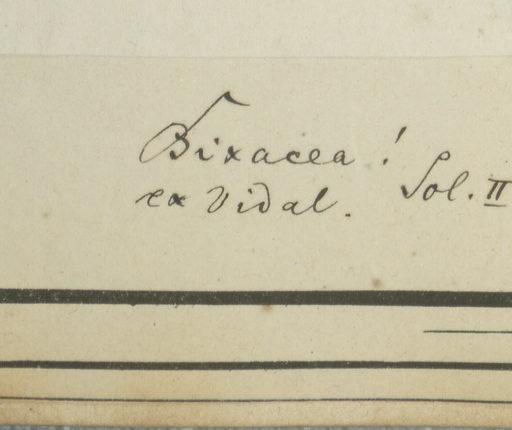 Bixacea!
ex Vidal. Sol. II